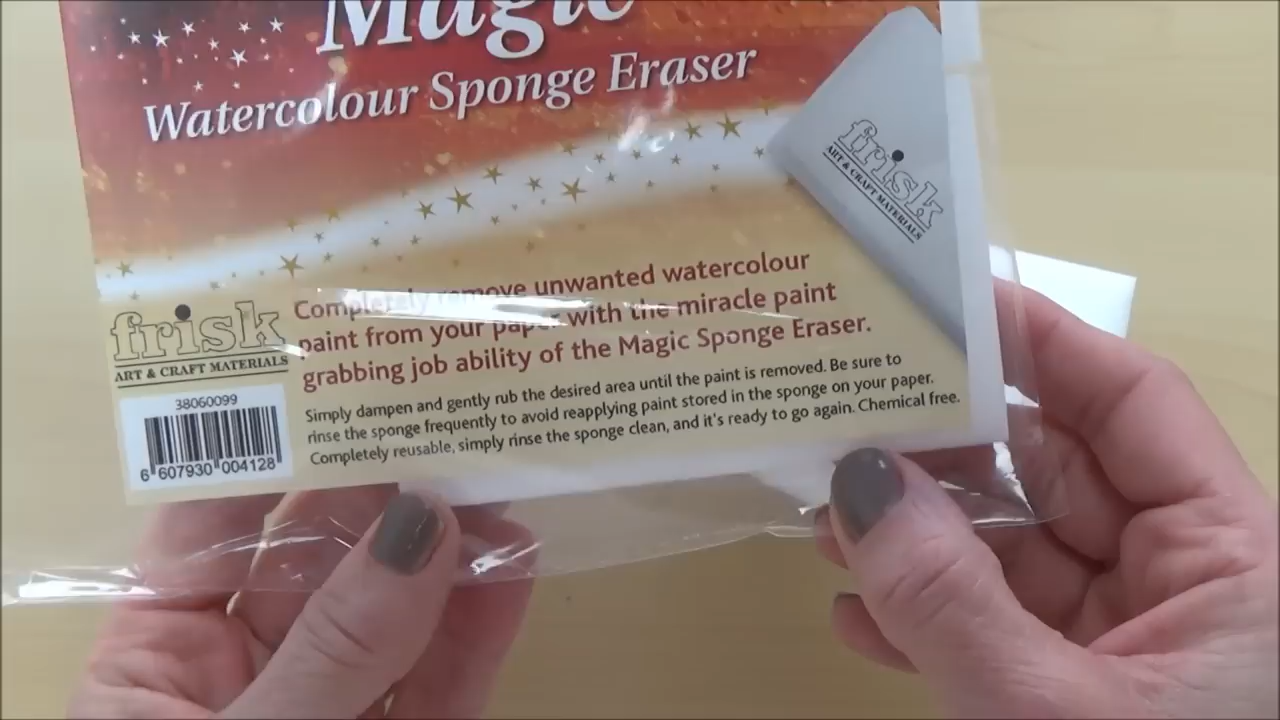 Magic
Watercolour Sponge Eraser
frisk
ART & CRAFT MATERIALS
frisk
ART & CRAFT MATERIALS
Completely remove unwanted watercolour
paint from your paper with the miracle paint
grabbing job ability of the Magic Sponge Eraser.
Simply dampen and gently rub the desired area until the paint is removed. Be sure to
rinse the sponge frequently to avoid reapplying paint stored in the sponge on your paper.
Completely reusable, simply rinse the sponge clean, and it's ready to go again. Chemical free.
38060099
6 607930 004128